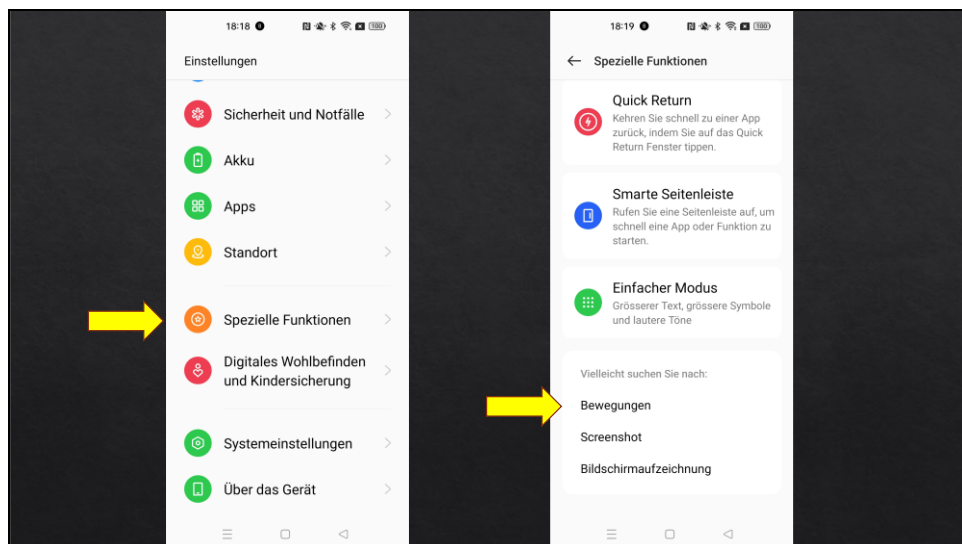 18:18
100
Einstellungen
Sicherheit und Notfälle
Akku
Apps
Standort
Spezielle Funktionen
Digitales Wohlbefinden
und Kindersicherung
Systemeinstellungen
Über das Gerät
18:19
100
Spezielle Funktionen
Quick Return
Kehren Sie schnell zu einer App
zurück, indem Sie auf das Quick
Return Fenster tippen.
Smarte Seitenleiste
Rufen Sie eine Seitenleiste auf, um
schnell eine App oder Funktion zu
starten.
Einfacher Modus
Grösserer Text, grössere Symbole
und lautere Töne
Vielleicht suchen Sie nach:
Bewegungen
Screenshot
Bildschirmaufzeichnung